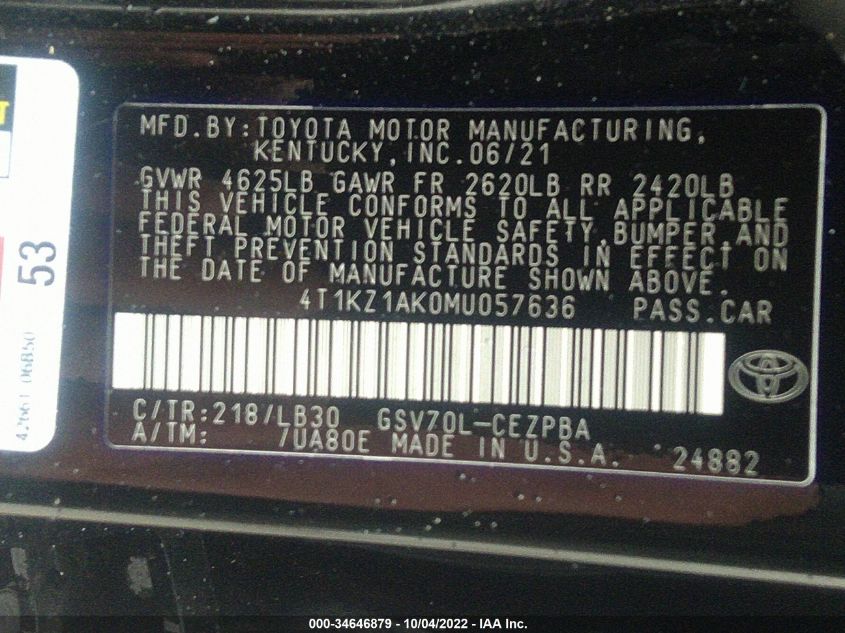 MFD.BY:TOYOTA MOTOR MANUFACTURING,
KENTUCKY,INC.06/21
GVWR 4625LB GAWR FR 2620LB RR 2420LB
THIS VEHICLE CONFORMS TO ALL APPLICABLE
FEDERAL MOTOR VEHICLE SAFETY,BUMPER,AND
THEFT PREVENTION STANDARDS IN EFFECT ON
THE DATE OF MANUFACTURE SHOWN ABOVE.
4T1KZ1AK0MU057636 PASS.CAR
C/TR:218/LB30 GSV70L-CEZPBA
A/TM: /UA80E MADE IN U.S.A. 24882
53
42661 06B50
000-34646879 - 10/04/2022 - IAA Inc.